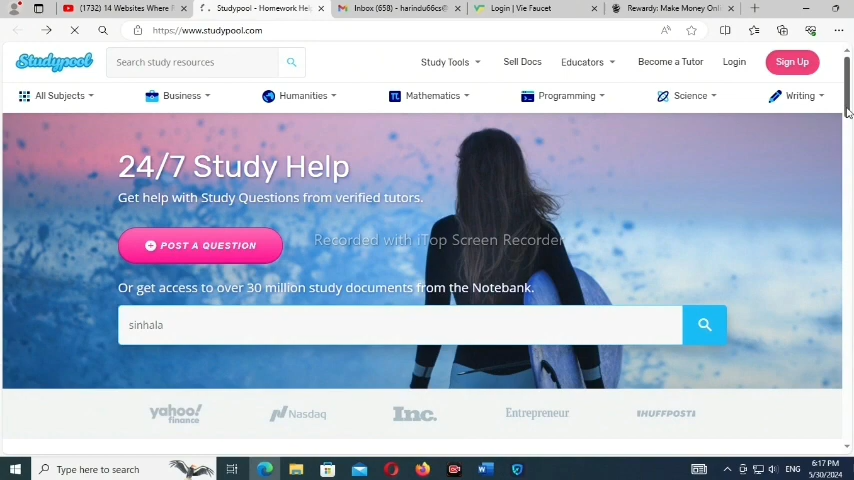 (1732) 14 Websites Where
Studypool - Homework Hel
Inbox (658) - harindu66cs@
Login | Vie Faucet
Rewardy: Make Money Onli
https://www.studypool.com
Studypool
Search study resources
Study Tools
Sell Docs
Educators
Become a Tutor
Login
Sign Up
All Subjects
Business
Humanities
Mathematics
Programming
Science
Writing
24/7 Study Help
Get help with Study Questions from verified tutors.
POST A QUESTION
Recorded with iTop Screen Recorder
Or get access to over 30 million study documents from the Notebank.
sinhala
yahoo! finance
Nasdaq
Inc.
Entrepreneur
IHUFFPOSTI
Type here to search
ENG
6:17 PM
5/30/2024